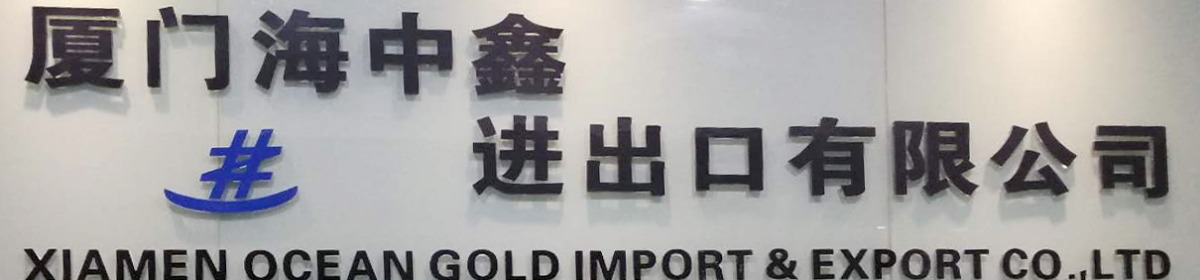 厦门海中鑫
进出口有限公司
XIAMEN OCEAN GOLD IMPORT & EXPORT CO.,LTD